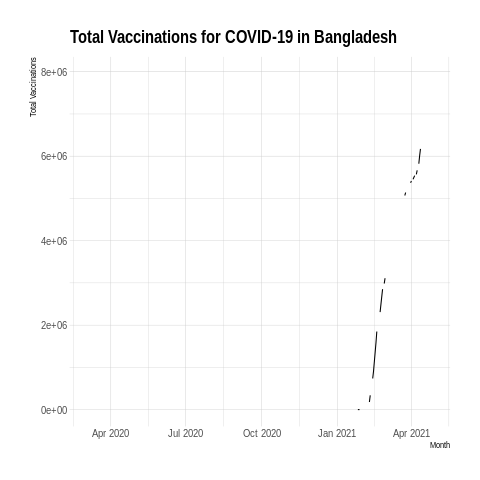 Total Vaccinations for COVID-19 in Bangladesh
Total Vaccinations
8e+06
6e+06
4e+06
2e+06
0e+00
Apr 2020 Jul 2020 Oct 2020 Jan 2021 Apr 2021
Month